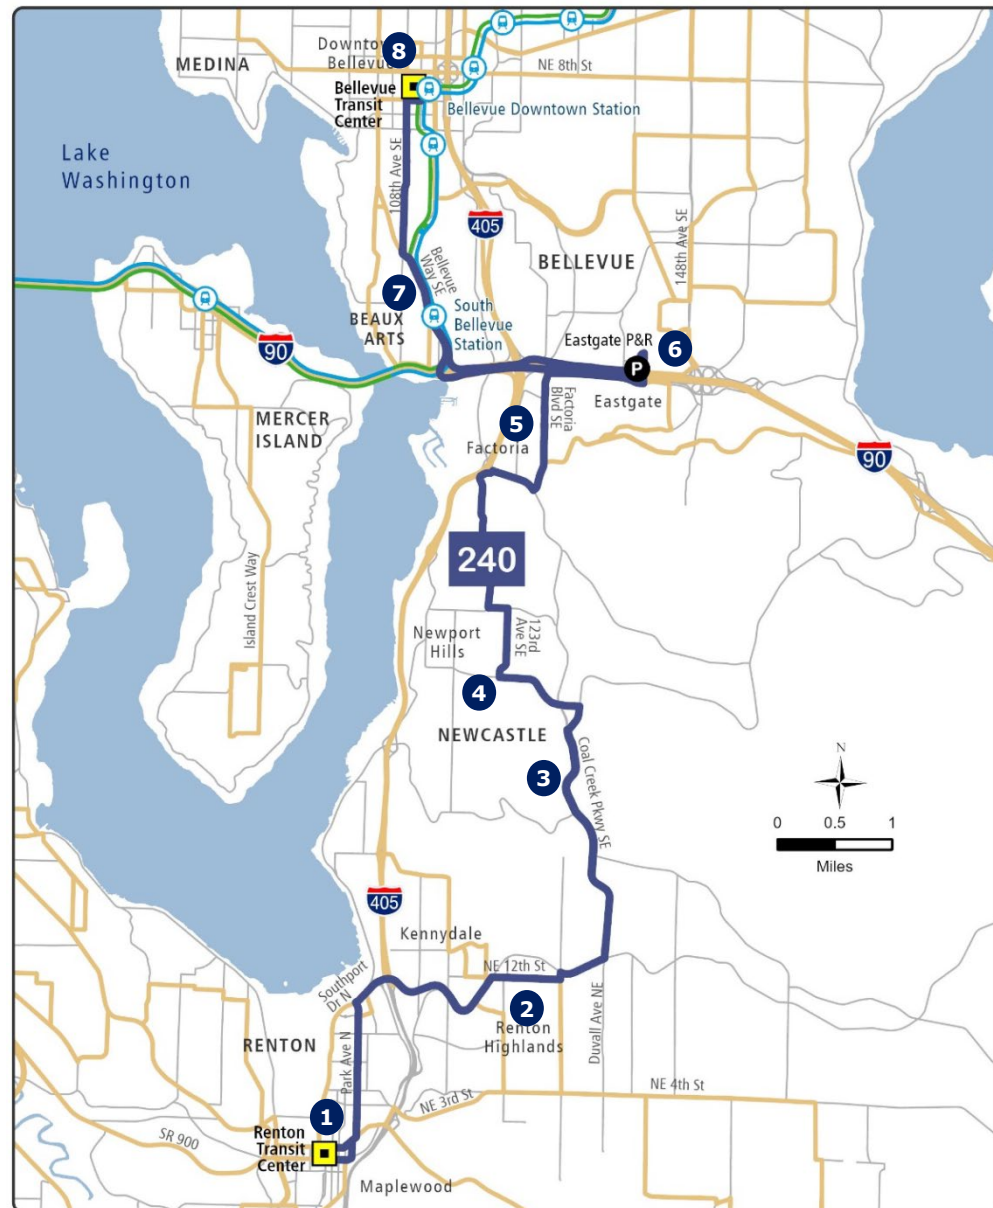 Downtown
Bellevue
8
MEDINA
NE 8th St
Bellevue
Transit
Center
Bellevue Downtown Station
Lake
Washington
108th Ave SE
405
148th Ave SE
BELLEVUE
Bellevue
Way SE
7
BEAUX
ARTS
South
Bellevue
Station
Eastgate P&R
6
90
P
Eastgate
MERCER
ISLAND
Factoria
Blvd SE
5
Factoria
90
240
Island Crest Way
Newport
Hills
123rd
Ave SE
4
NEWCASTLE
3
Coal Creek Pkwy SE
N
0 0.5 1
Miles
405
Kennydale
NE 12th St
Southport
Dr N
2
Renton
Highlands
Duvall Ave NE
RENTON
Park Ave N
NE 4th St
NE 3rd St
1
SR 900
Renton
Transit
Center
Maplewood